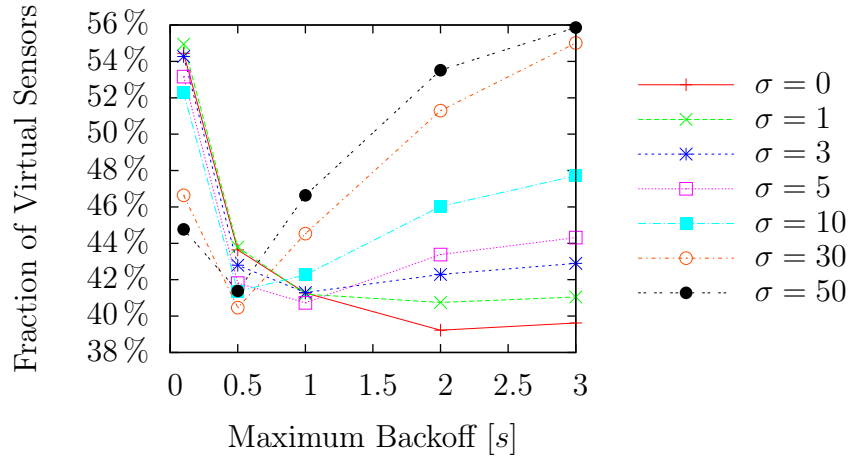 Fraction of Virtual Sensors
56 %
54 %
52 %
50 %
48 %
46 %
44 %
42 %
40 %
38 %
0 0.5 1 1.5 2 2.5 3
Maximum Backoff [s]
σ = 0
σ = 1
σ = 3
σ = 5
σ = 10
σ = 30
σ = 50